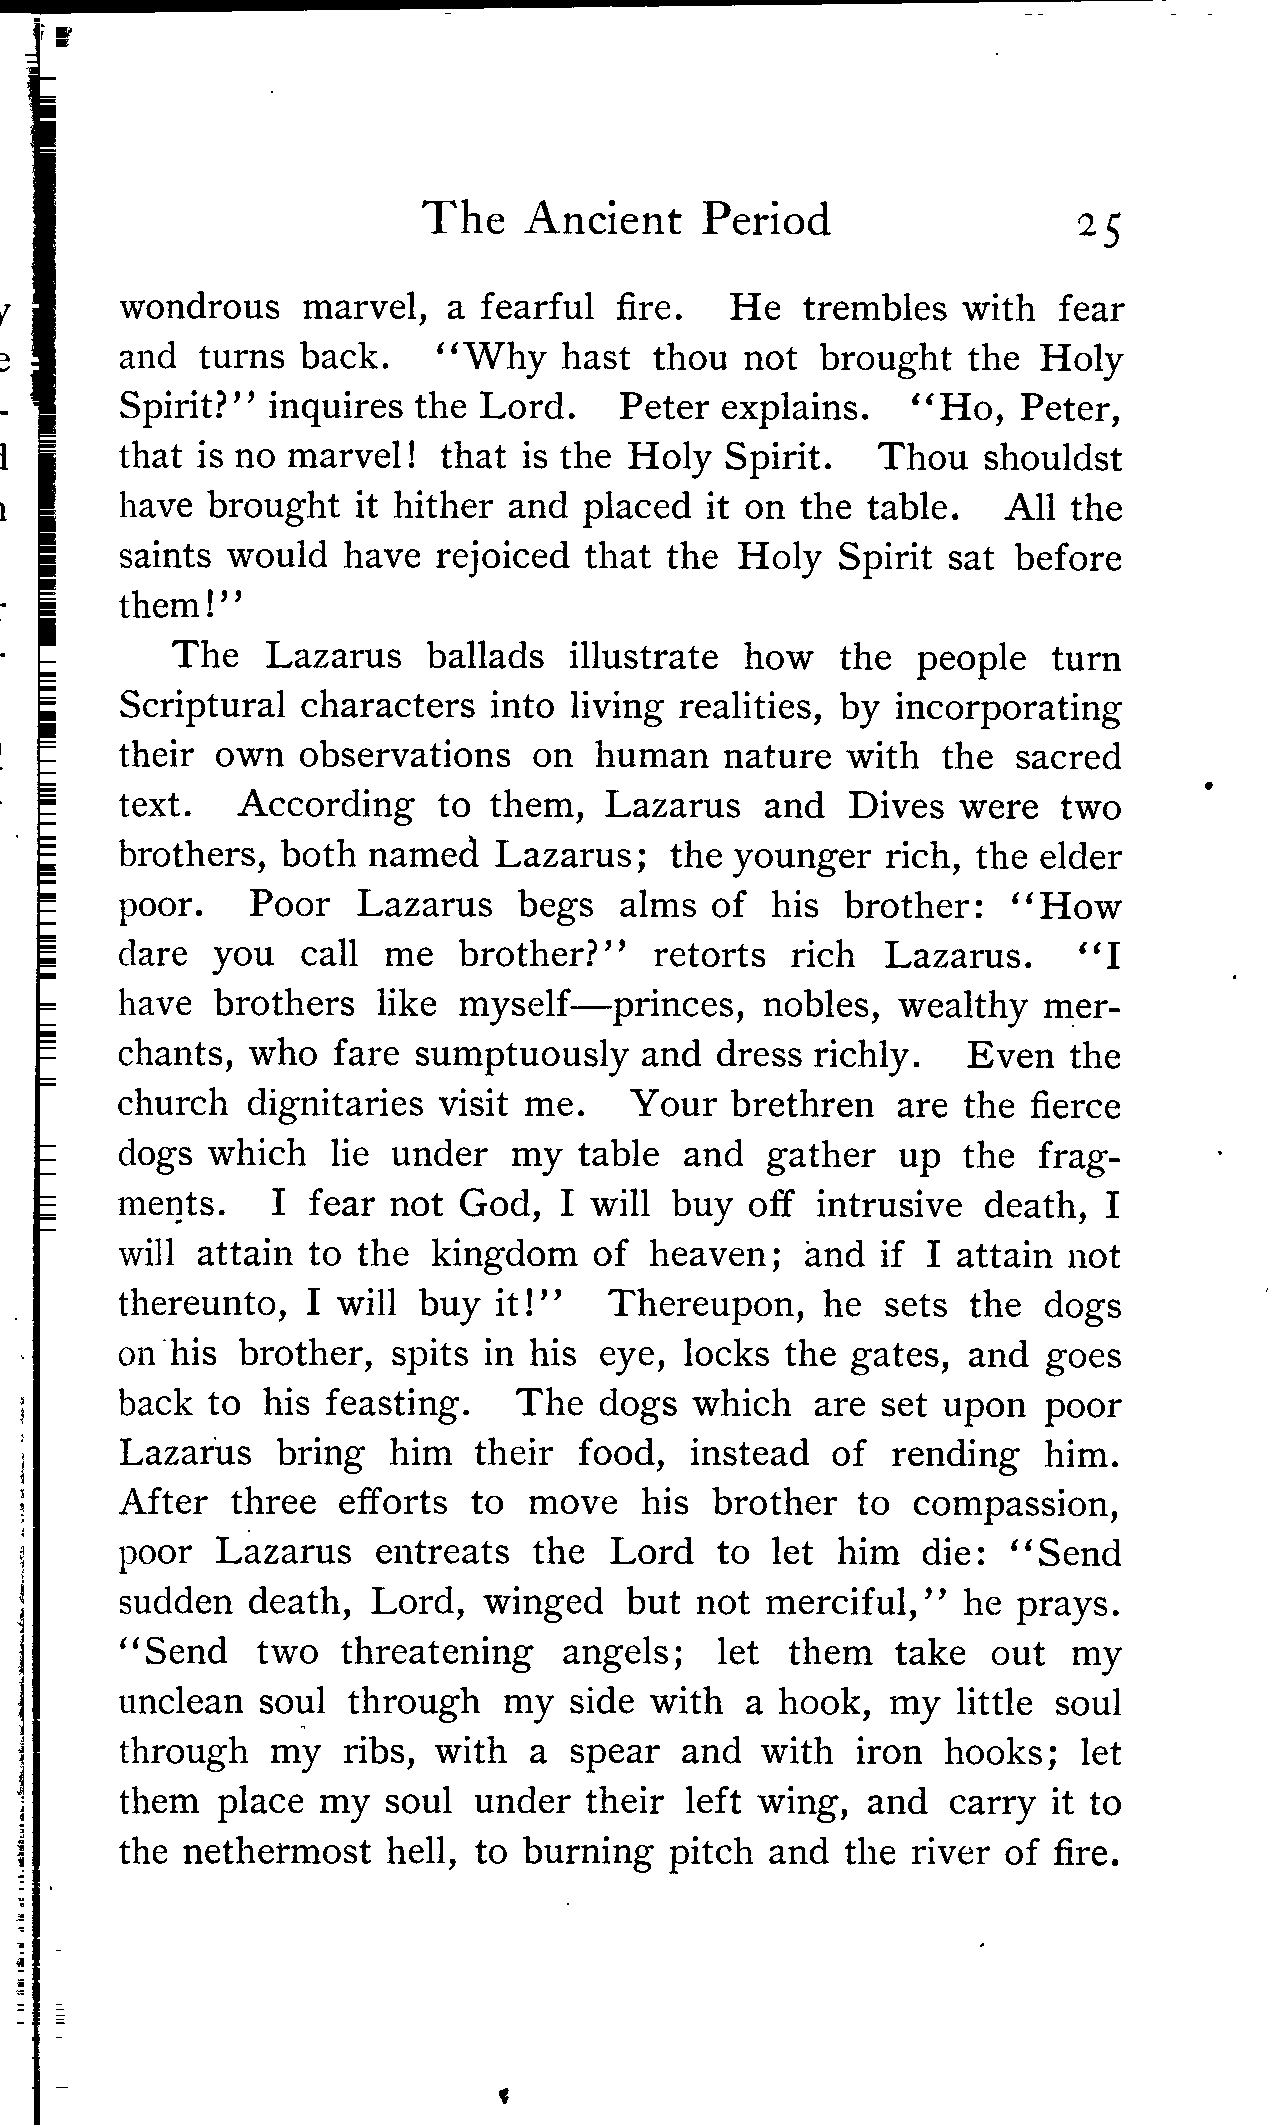 The Ancient Period 25
wondrous marvel, a fearful fire. He trembles with fear
and turns back. "Why hast thou not brought the Holy
Spirit?" inquires the Lord. Peter explains. "Ho, Peter,
that is no marvel! that is the Holy Spirit. Thou shouldst
have brought it hither and placed it on the table. All the
saints would have rejoiced that the Holy Spirit sat before
them!"
The Lazarus ballads illustrate how the people turn
Scriptural characters into living realities, by incorporating
their own observations on human nature with the sacred
text. According to them, Lazarus and Dives were two
brothers, both named Lazarus; the younger rich, the elder
poor. Poor Lazarus begs alms of his brother: "How
dare you call me brother?" retorts rich Lazarus. "I
have brothers like myself—princes, nobles, wealthy mer-
chants, who fare sumptuously and dress richly. Even the
church dignitaries visit me. Your brethren are the fierce
dogs which lie under my table and gather up the frag-
ments. I fear not God, I will buy off intrusive death, I
will attain to the kingdom of heaven; and if I attain not
thereunto, I will buy it!" Thereupon, he sets the dogs
on his brother, spits in his eye, locks the gates, and goes
back to his feasting. The dogs which are set upon poor
Lazarus bring him their food, instead of rending him.
After three efforts to move his brother to compassion,
poor Lazarus entreats the Lord to let him die: "Send
sudden death, Lord, winged but not merciful," he prays.
"Send two threatening angels; let them take out my
unclean soul through my side with a hook, my little soul
through my ribs, with a spear and with iron hooks; let
them place my soul under their left wing, and carry it to
the nethermost hell, to burning pitch and the river of fire.